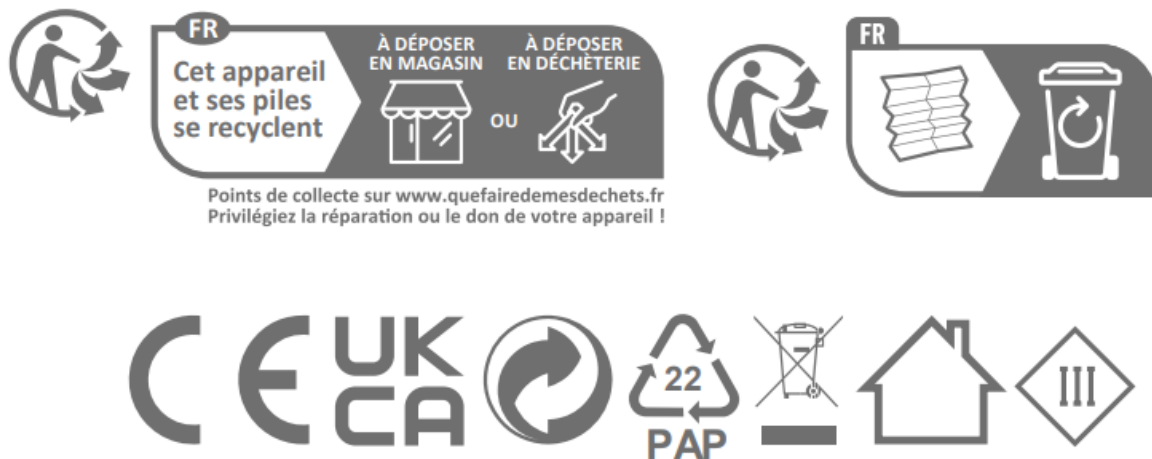 FR
Cet appareil
et ses piles
se recyclent
À DÉPOSER
EN MAGASIN
OU
À DÉPOSER
EN DÉCHÈTERIE
Points de collecte sur www.quefairedemesdechets.fr
Privilégiez la réparation ou le don de votre appareil !
FR
CE
UK
CA
22
PAP
III